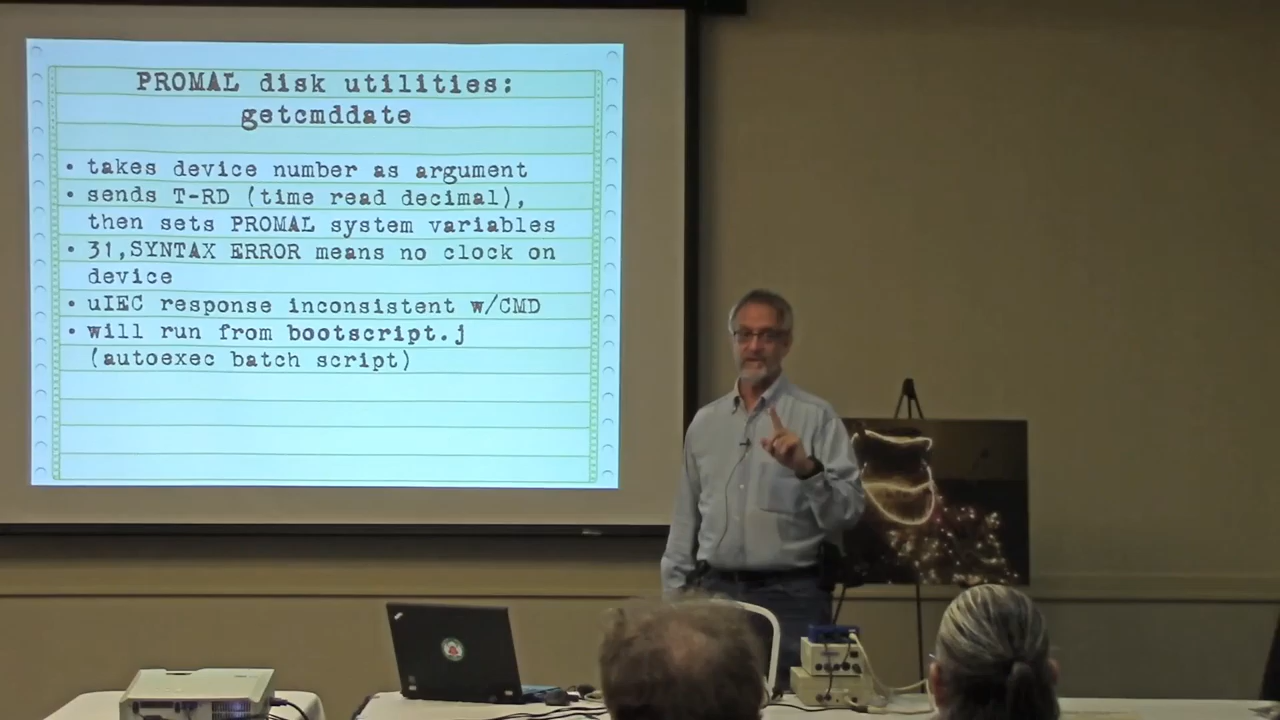 PROMAL disk utilities:
getcmddate
• takes device number as argument
• sends T-RD (time read decimal),
then sets PROMAL system variables
• 31,SYNTAX ERROR means no clock on
device
• uIEC response inconsistent w/CMD
• will run from bootscript.j
(autoexec batch script)